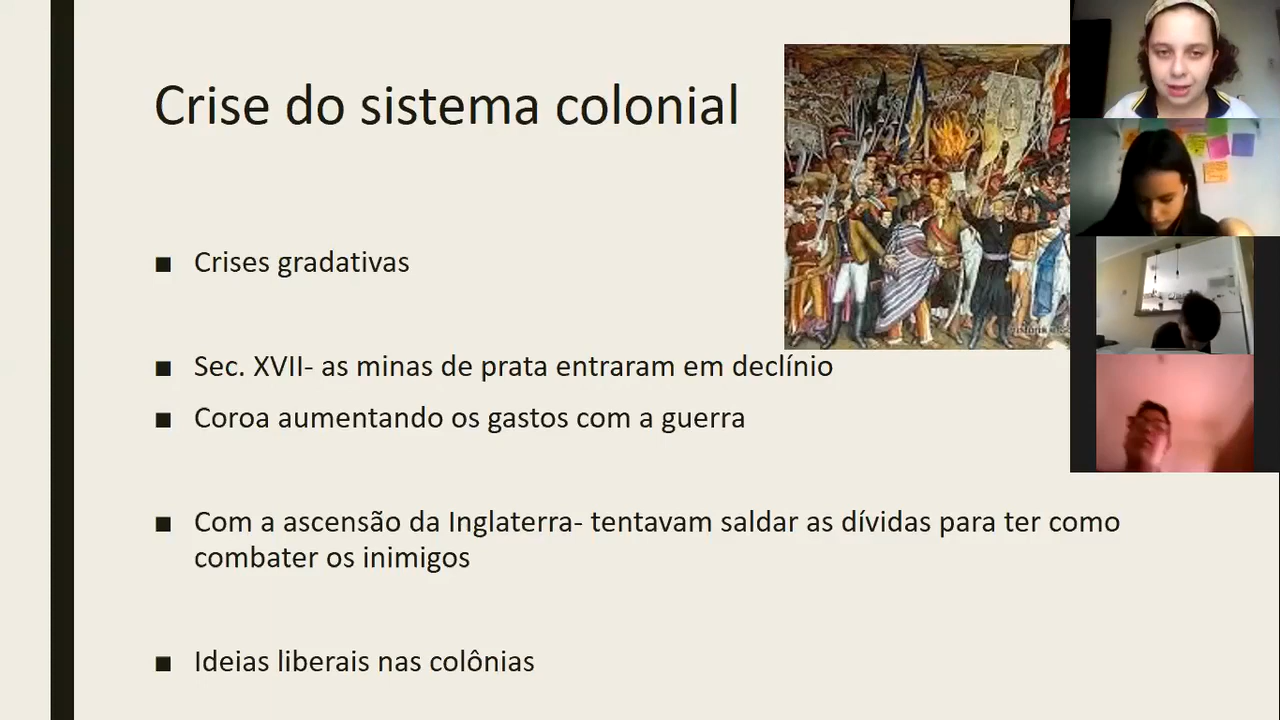 Crise do sistema colonial
Crises gradativas
Sec. XVII- as minas de prata entraram em declínio
Coroa aumentando os gastos com a guerra
Com a ascensão da Inglaterra- tentavam saldar as dívidas para ter como
combater os inimigos
Ideias liberais nas colônias